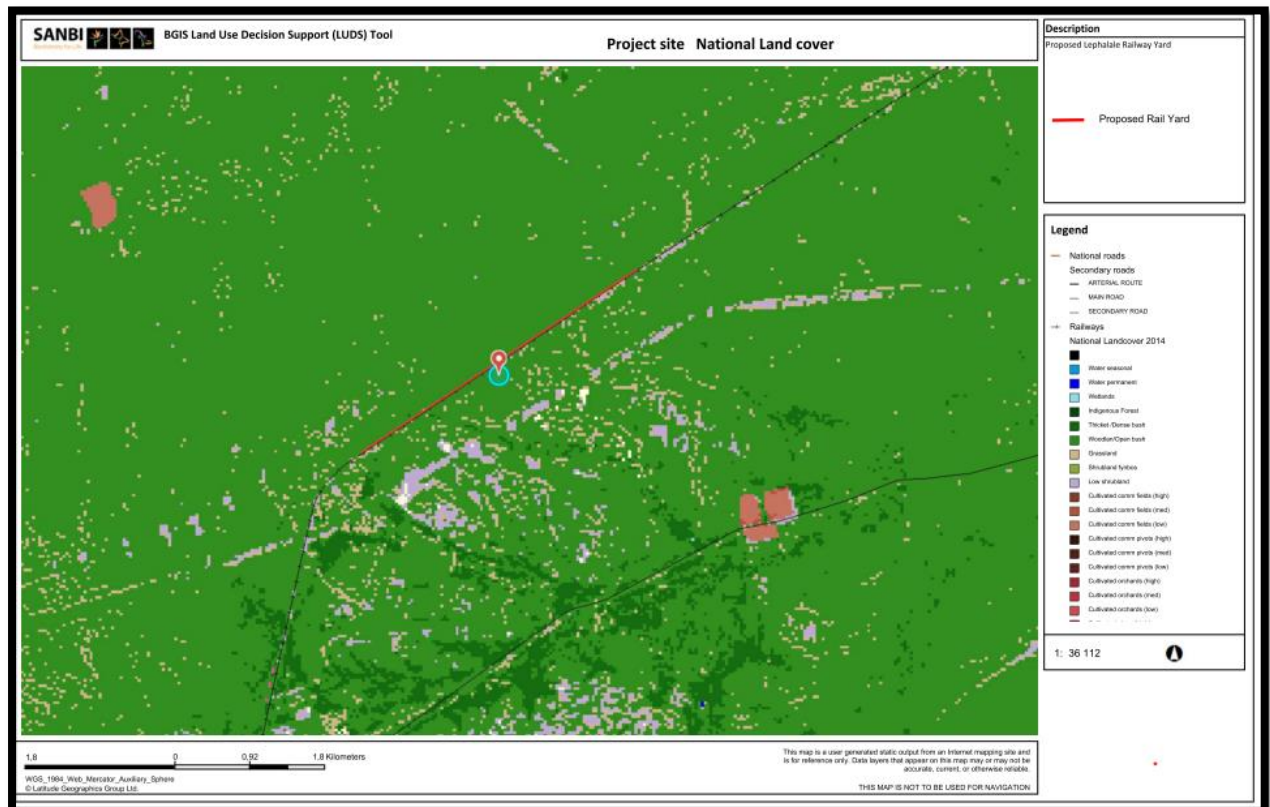 SANBI
Biodiversity for Life
BGIS Land Use Decision Support (LUDS) Tool
Project site National Land cover
Description
Proposed Lephalale Railway Yard
Proposed Rail Yard
Legend
National roads
Secondary roads
ARTERIAL ROUTE
MAIN ROAD
SECONDARY ROAD
Railways
National Landcover 2014
Water seasonal
Water permanent
Wetlands
Indigenous Forest
Thicket /Dense bush
Woodlan/Open bush
Grassland
Shrubland fynbos
Low shrubland
Cultivated comm fields (high)
Cultivated comm fields (med)
Cultivated comm fields (low)
Cultivated comm pivots (high)
Cultivated comm pivots (med)
Cultivated comm pivots (low)
Cultivated orchards (high)
Cultivated orchards (med)
Cultivated orchards (low)
1: 36 112
1,8 0 0,92 1,8 Kilometers
WGS_1984_Web_Mercator_Auxiliary_Sphere
© Latitude Geographics Group Ltd.
This map is a user generated static output from an Internet mapping site and
is for reference only. Data layers that appear on this map may or may not be
accurate, current, or otherwise reliable.
THIS MAP IS NOT TO BE USED FOR NAVIGATION